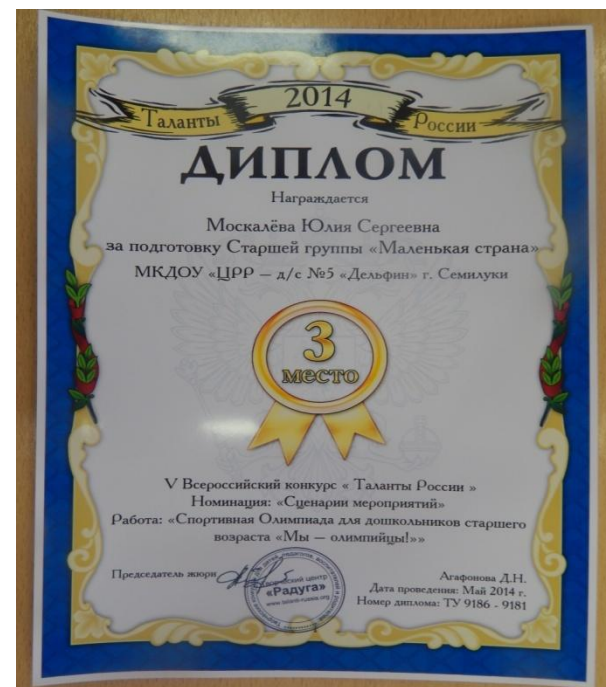 2014
Таланты России
ДИПЛОМ
Награждается
Москалёва Юлия Сергеевна
за подготовку Старшей группы «Маленькая страна»
МКДОУ «ЦРР – д/с №5 «Дельфин» г. Семилуки
3
МЕСТО
V Всероссийский конкурс « Таланты России »
Номинация: «Сценарии мероприятий»
Работа: «Спортивная Олимпиада для дошкольников старшего
возраста «Мы – олимпийцы!»»
Председатель жюри
Агафонова Д.Н.
Дата проведения: Май 2014 г.
Номер диплома: ТУ 9186 - 9181
центр
«Радуга»